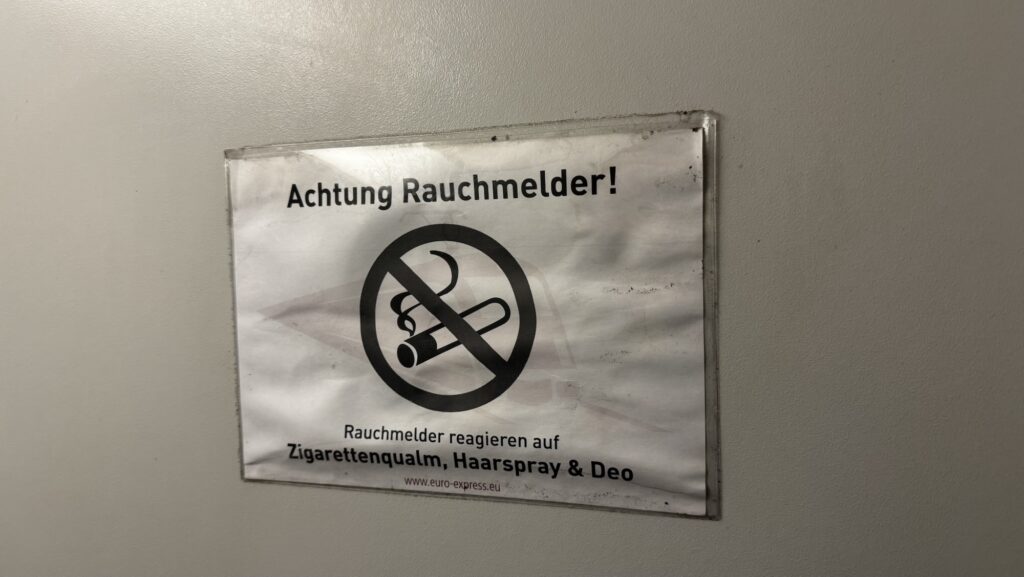 Achtung Rauchmelder!
Rauchmelder reagieren auf
Zigarettenqualm, Haarspray & Deo
www.euro-express.eu